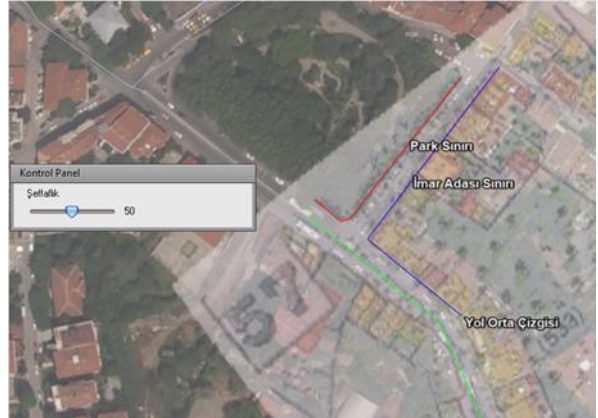 Park Sınırı
Kontrol Panel
Şeffaflık
50
İmar Adası Sınırı
Yol Orta Çizgisi